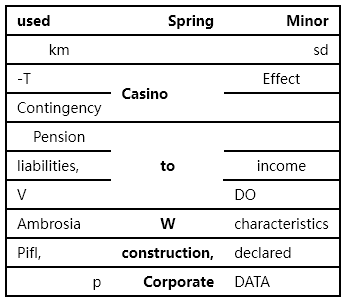 used Spring Minor
km sd
-T Effect
Casino
Contingency
Pension
liabilities, to income
V DO
Ambrosia W characteristics
Pifl, construction, declared
p Corporate DATA